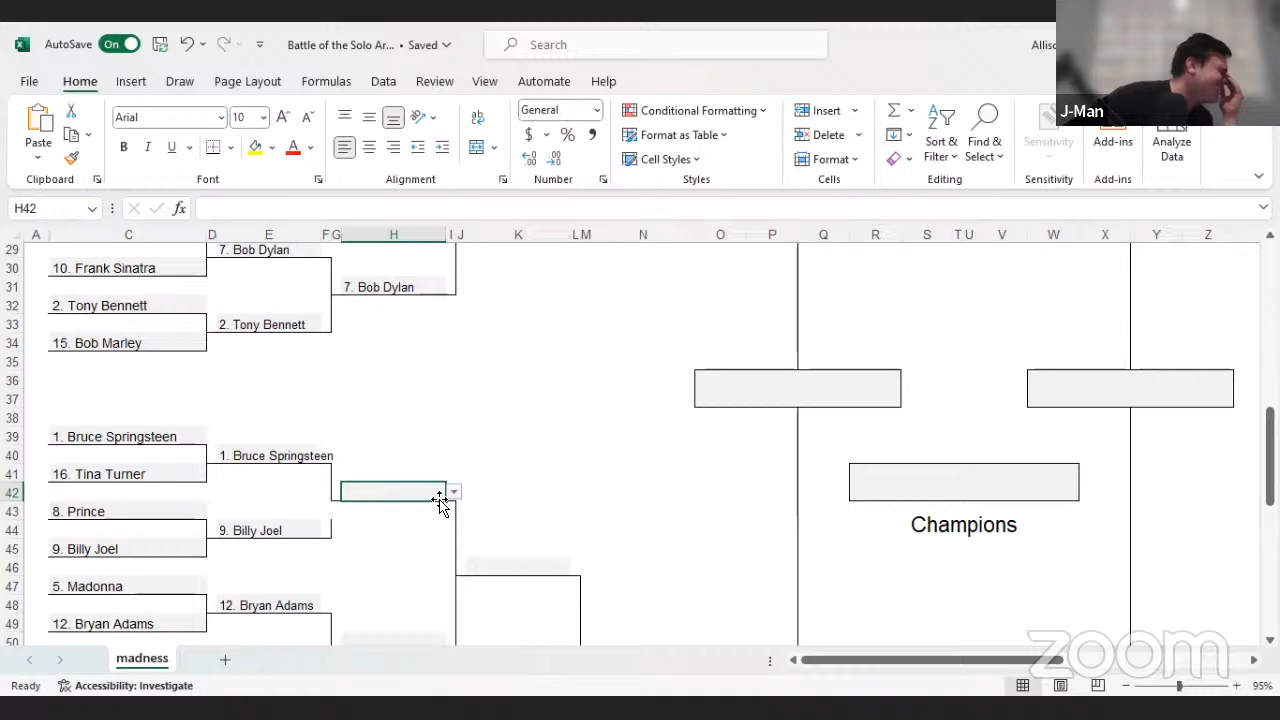 AutoSave On Battle of the Solo Ar... • Saved Search Allis
J-Man
File Home Insert Draw Page Layout Formulas Data Review View Automate Help
Paste Arial 10 General Conditional Formatting Insert
B I U A $ % , Format as Table Delete Sort & Filter Find & Select Sensitivity Add-ins Analyze Data
Cell Styles Format
Clipboard Font Alignment Number Styles Cells Editing Sensitivity Add-ins
H42 fx
A C D E F G H I J K L M N O P Q R S T U V W X Y Z
29 7. Bob Dylan
30 10. Frank Sinatra
31 7. Bob Dylan
32 2. Tony Bennett
33 2. Tony Bennett
34 15. Bob Marley
35
36
37
38
39 1. Bruce Springsteen
40 1. Bruce Springsteen
41 16. Tina Turner
42
43 8. Prince
44 9. Billy Joel
45 9. Billy Joel
46
47 5. Madonna
48 12. Bryan Adams
49 12. Bryan Adams
50
Champions
madness
zoom
Ready Accessibility: Investigate 95%